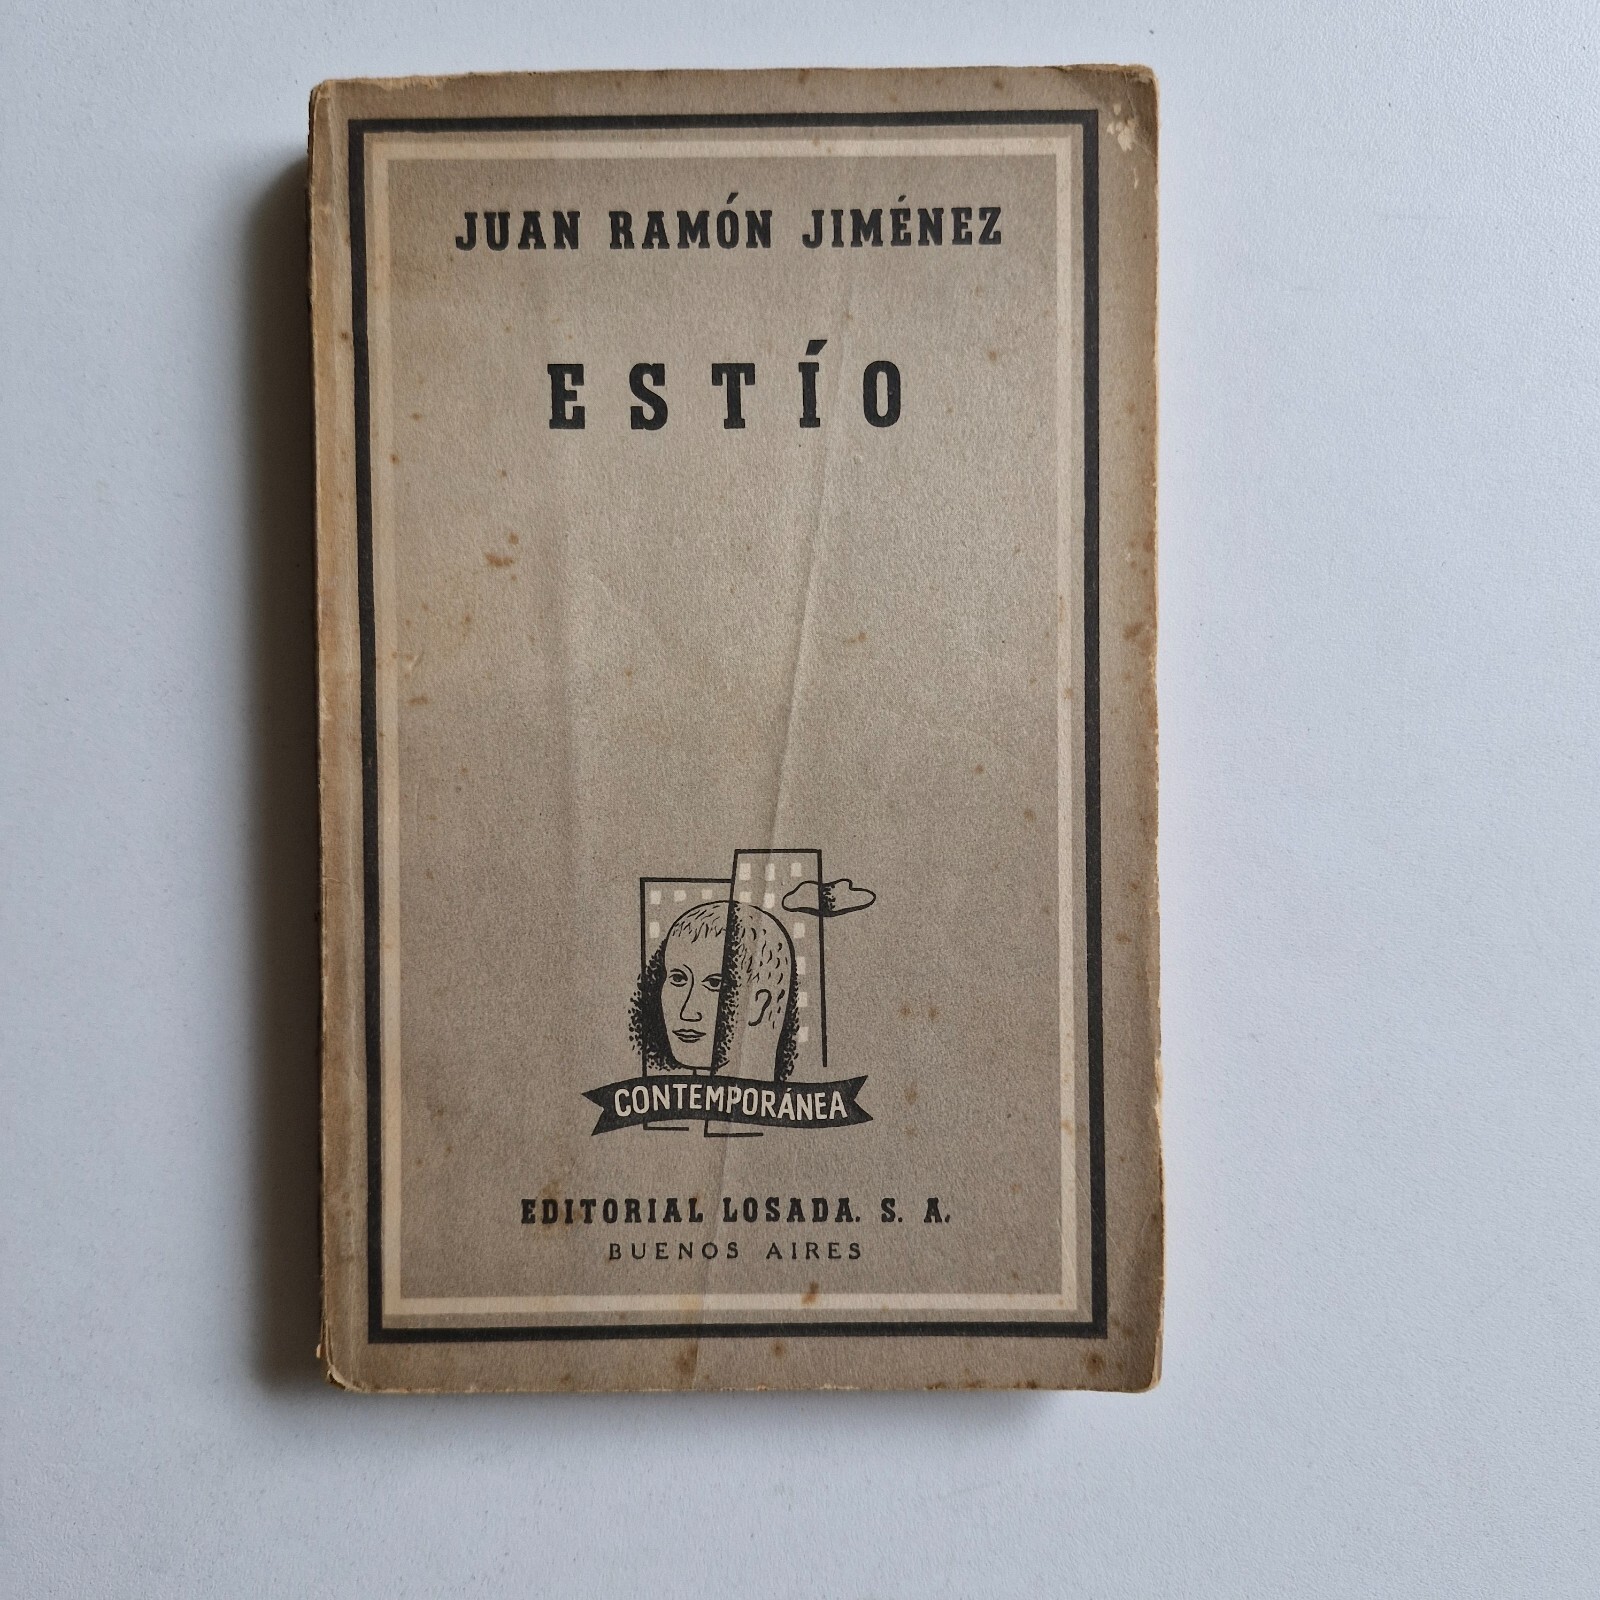 JUAN RAMÓN JIMÉNEZ
ESTÍO
CONTEMPORÁNEA
EDITORIAL LOSADA. S. A.
BUENOS AIRES